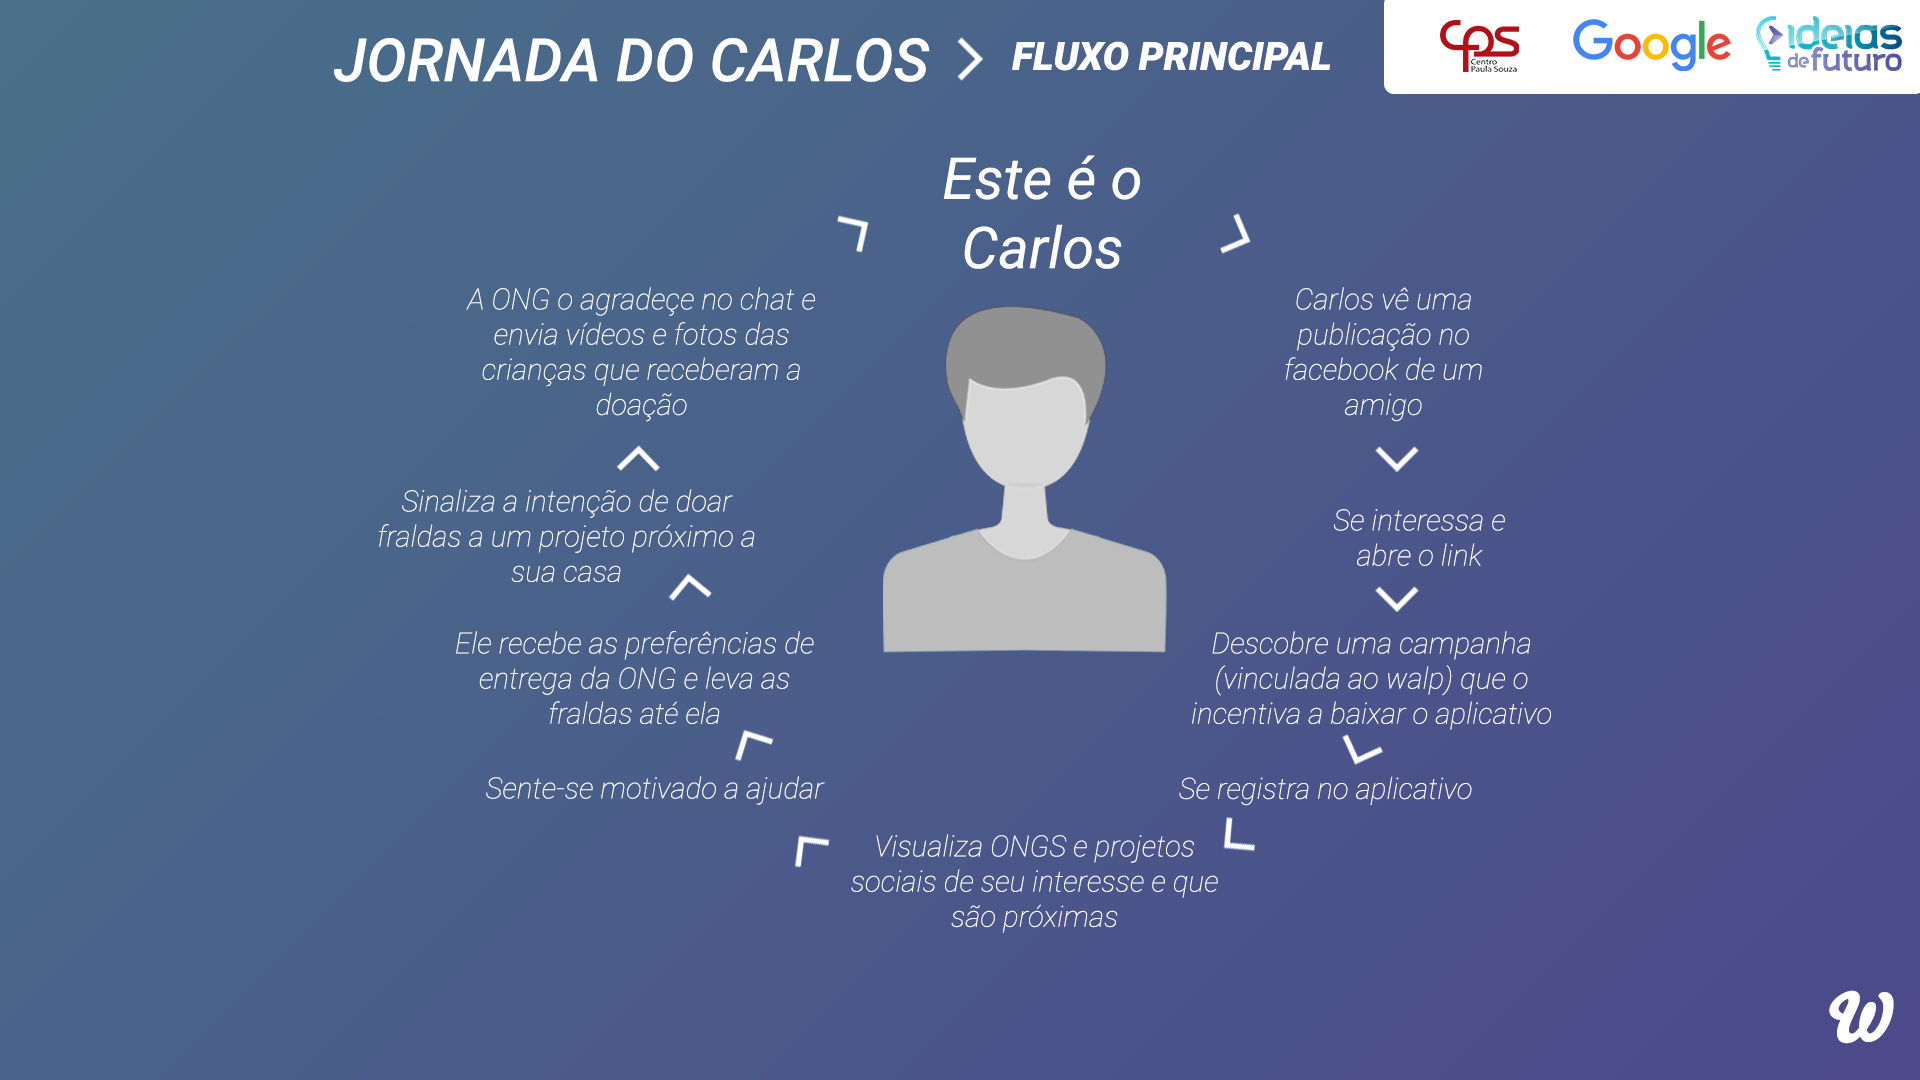 JORNADA DO CARLOS
FLUXO PRINCIPAL
CPS
Centro
Paula Souza
Google
ideias
de futuro
Este é o
Carlos
Carlos vê uma
publicação no
facebook de um
amigo
Se interessa e
abre o link
Descobre uma campanha
(vinculada ao walp) que o
incentiva a baixar o aplicativo
Se registra no aplicativo
Visualiza ONGS e projetos
sociais de seu interesse e que
são próximas
Sente-se motivado a ajudar
Ele recebe as preferências de
entrega da ONG e leva as
fraldas até ela
Sinaliza a intenção de doar
fraldas a um projeto próximo a
sua casa
A ONG o agradeçe no chat e
envia vídeos e fotos das
crianças que receberam a
doação
W